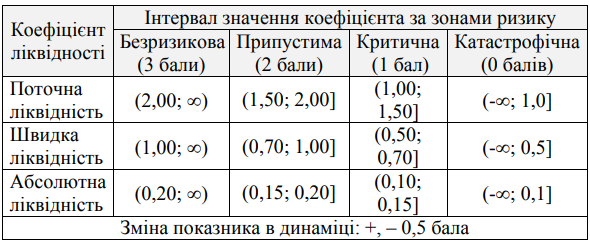 Коефіцієнт
ліквідності
Інтервал значення коефіцієнта за зонами ризику
Безризикова
(3 бали)
Припустима
(2 бали)
Критична
(1 бал)
Катастрофічна
(0 балів)
Поточна
ліквідність
(2,00; ∞)
(1,50; 2,00]
(1,00;
1,50]
(-∞; 1,0]
Швидка
ліквідність
(1,00; ∞)
(0,70; 1,00]
(0,50;
0,70]
(-∞; 0,5]
Абсолютна
ліквідність
(0,20; ∞)
(0,15; 0,20]
(0,10;
0,15]
(-∞; 0,1]
Зміна показника в динаміці: +, – 0,5 бала